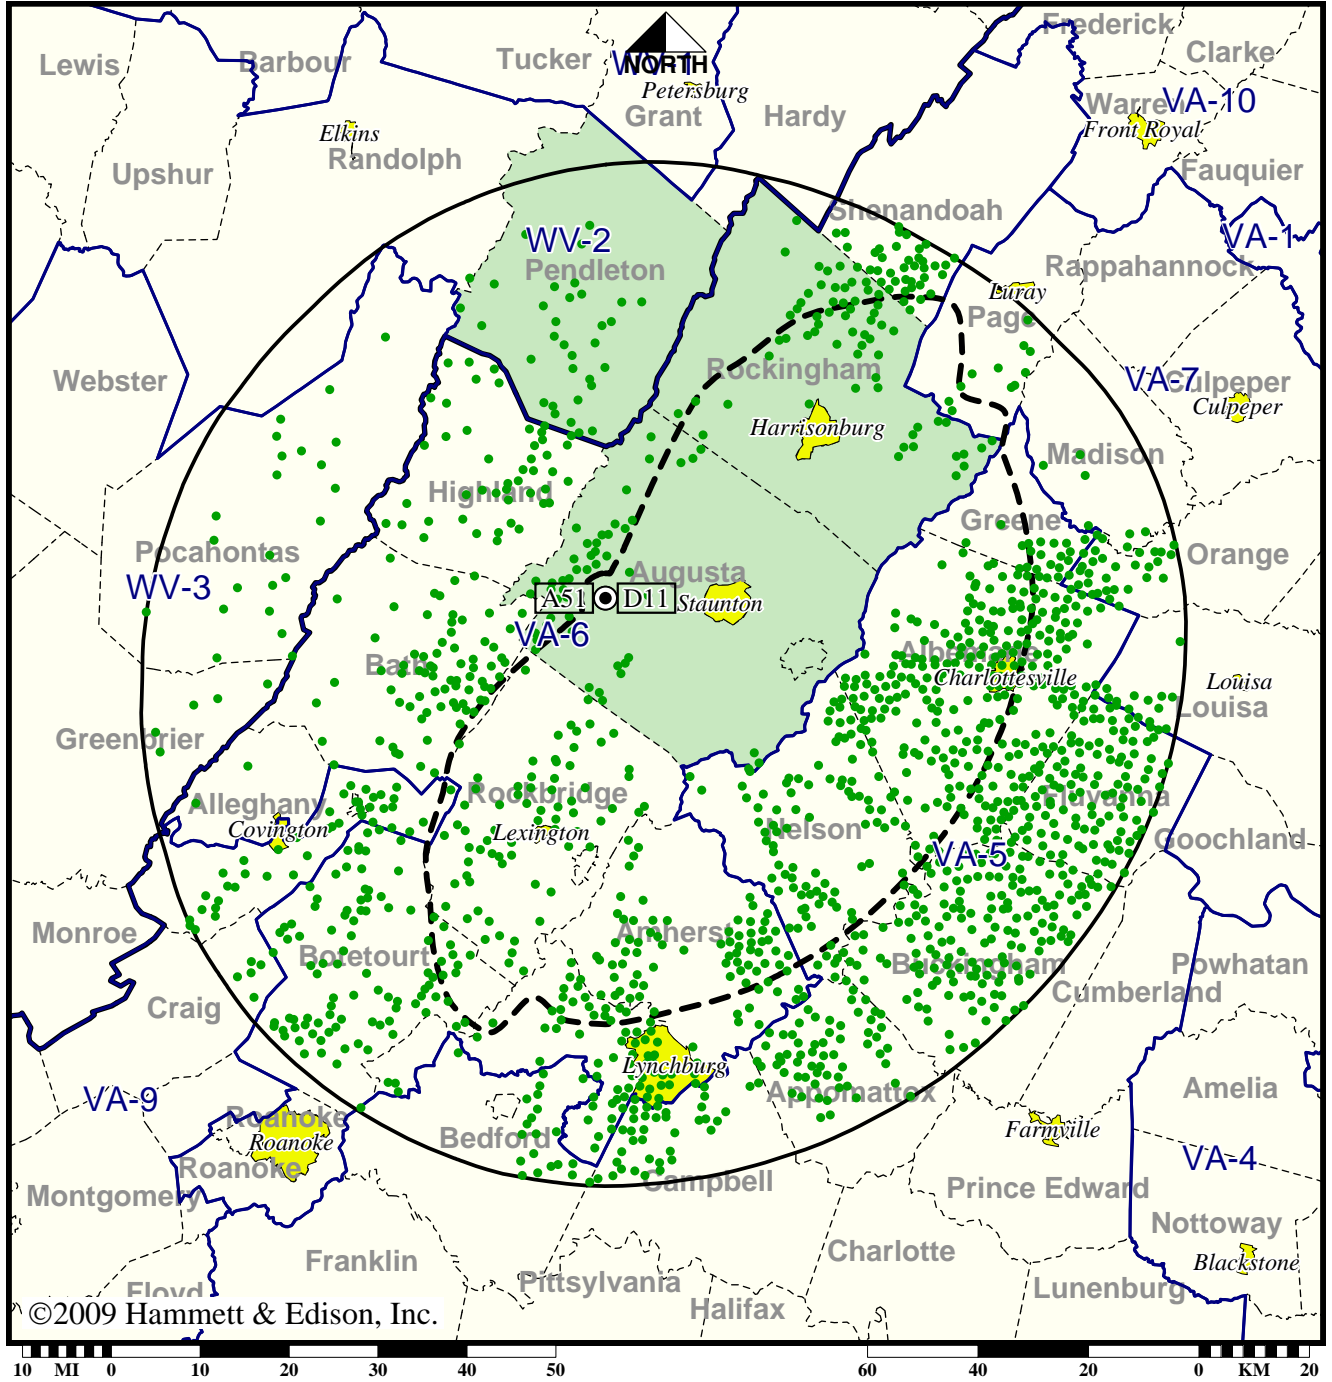 Frederick
Lewis
Barbour
Tucker
WV-1
Clarke
NORTH
Petersburg
Grant
Hardy
Warren
VA-10
Elkins
Randolph
Front Royal
Upshur
Fauquier
Shenandoah
WV-2
VA-1
Pendleton
Rappahannock
Luray
Page
Webster
Rockingham
VA-7
Culpeper
Culpeper
Harrisonburg
Madison
Highland
Greene
Pocahontas
Orange
WV-3
Augusta
A51
D11
Staunton
VA-6
Bath
Albemarle
Charlottesville
Louisa
Louisa
Greenbrier
Rockbridge
Fluvanna
Alleghany
Covington
Lexington
Nelson
Goochland
VA-5
Monroe
Amherst
Botetourt
Buckingham
Powhatan
Craig
Cumberland
Lynchburg
VA-9
Appomattox
Amelia
Roanoke
Roanoke
Bedford
Farmville
Roanoke
VA-4
Montgomery
Campbell
Prince Edward
Nottoway
Franklin
Charlotte
Blackstone
Floyd
Pittsylvania
Lunenburg
Halifax
©2009 Hammett & Edison, Inc.
10 MI 0 10 20 30 40 50 60 40 20 0 KM 20